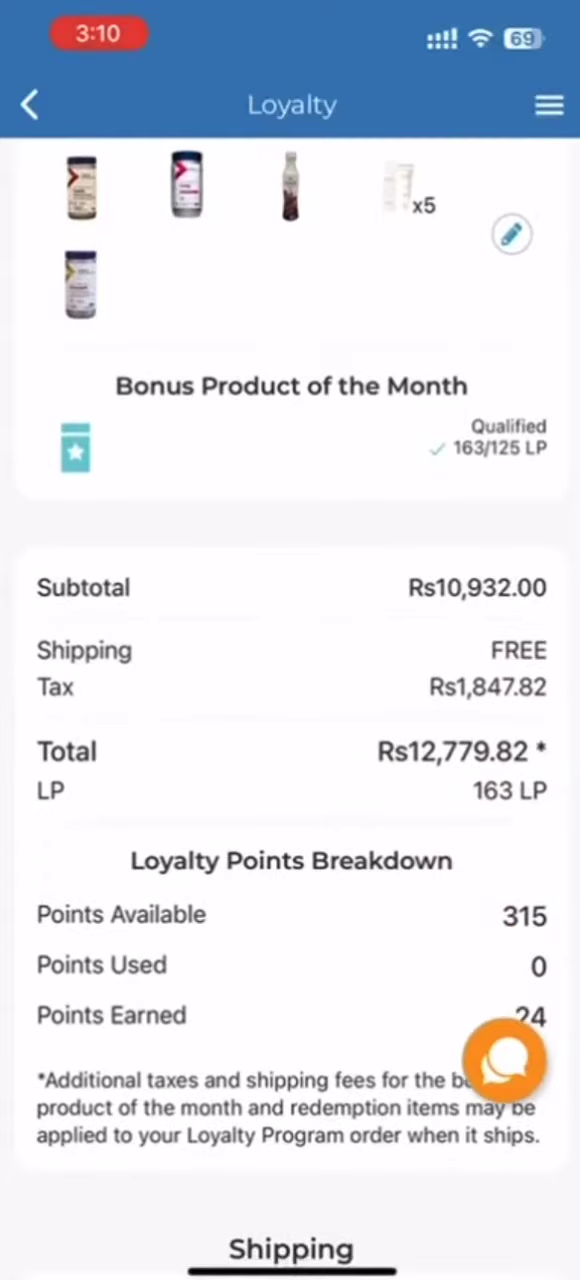 3:10
69
Loyalty
x5
Bonus Product of the Month
Qualified
163/125 LP
Subtotal Rs10,932.00
Shipping FREE
Tax Rs1,847.82
Total Rs12,779.82 *
LP 163 LP
Loyalty Points Breakdown
Points Available 315
Points Used 0
Points Earned 24
*Additional taxes and shipping fees for the
product of the month and redemption items may be
applied to your Loyalty Program order when it ships.
Shipping